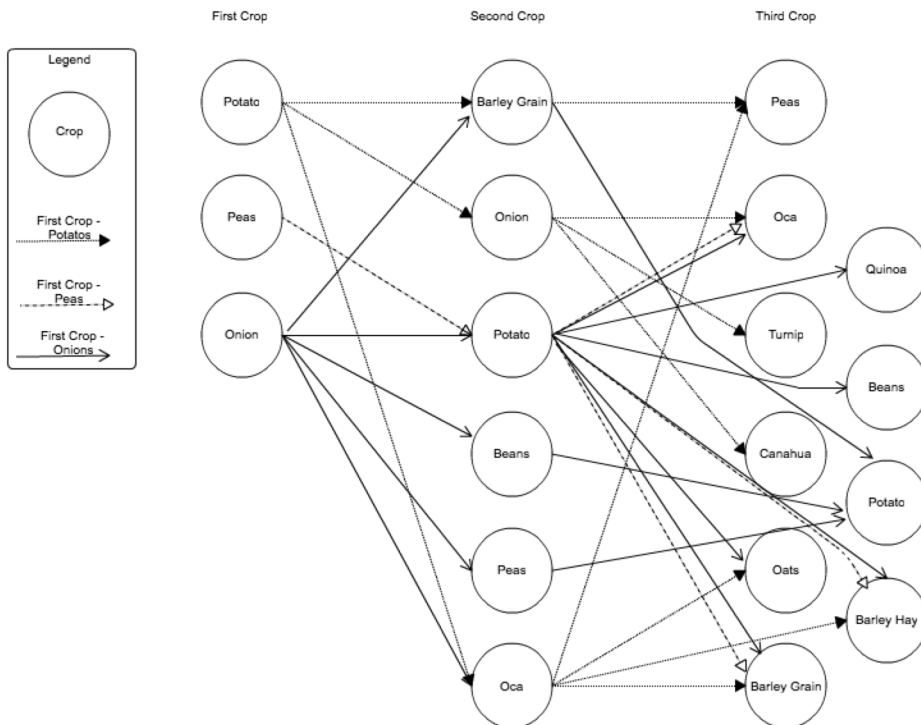 First Crop
Second Crop
Third Crop
Legend
Crop
First Crop -
Potatos
First Crop -
Peas
First Crop -
Onions
Potato
Peas
Onion
Barley Grain
Onion
Potato
Beans
Peas
Oca
Peas
Oca
Turnip
Canahua
Oats
Barley Grain
Quinoa
Beans
Potato
Barley Hay